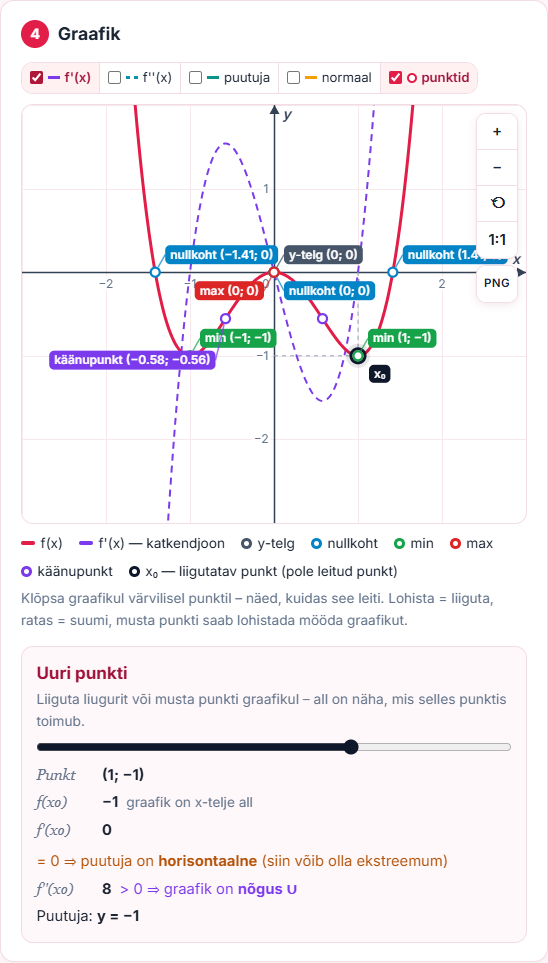 4 Graafik
f'(x) f''(x) puutuja normaal punktid
y
+
−
1:1
PNG
1
nullkoht (−1.41; 0) y-telg (0; 0) nullkoht (1.4
x
−2 −1 0 2
max (0; 0) nullkoht (0; 0)
min (−1; −1) min (1; −1)
käänupunkt (−0.58; −0.56) −1
x₀
−2
f(x) f'(x) — katkendjoon y-telg nullkoht min max
käänupunkt x₀ — liigutatav punkt (pole leitud punkt)
Klõpsa graafikul värvilisel punktil – näed, kuidas see leiti. Lohista = liiguta,
ratas = suumi, musta punkti saab lohistada mööda graafikut.
Uuri punkti
Liiguta liugurit või musta punkti graafikul – all on näha, mis selles punktis
toimub.
Punkt (1; −1)
f(x₀) −1 graafik on x-telje all
f'(x₀) 0
= 0 ⇒ puutuja on horisontaalne (siin võib olla ekstreemum)
f''(x₀) 8 > 0 ⇒ graafik on nõgus ∪
Puutuja: y = −1